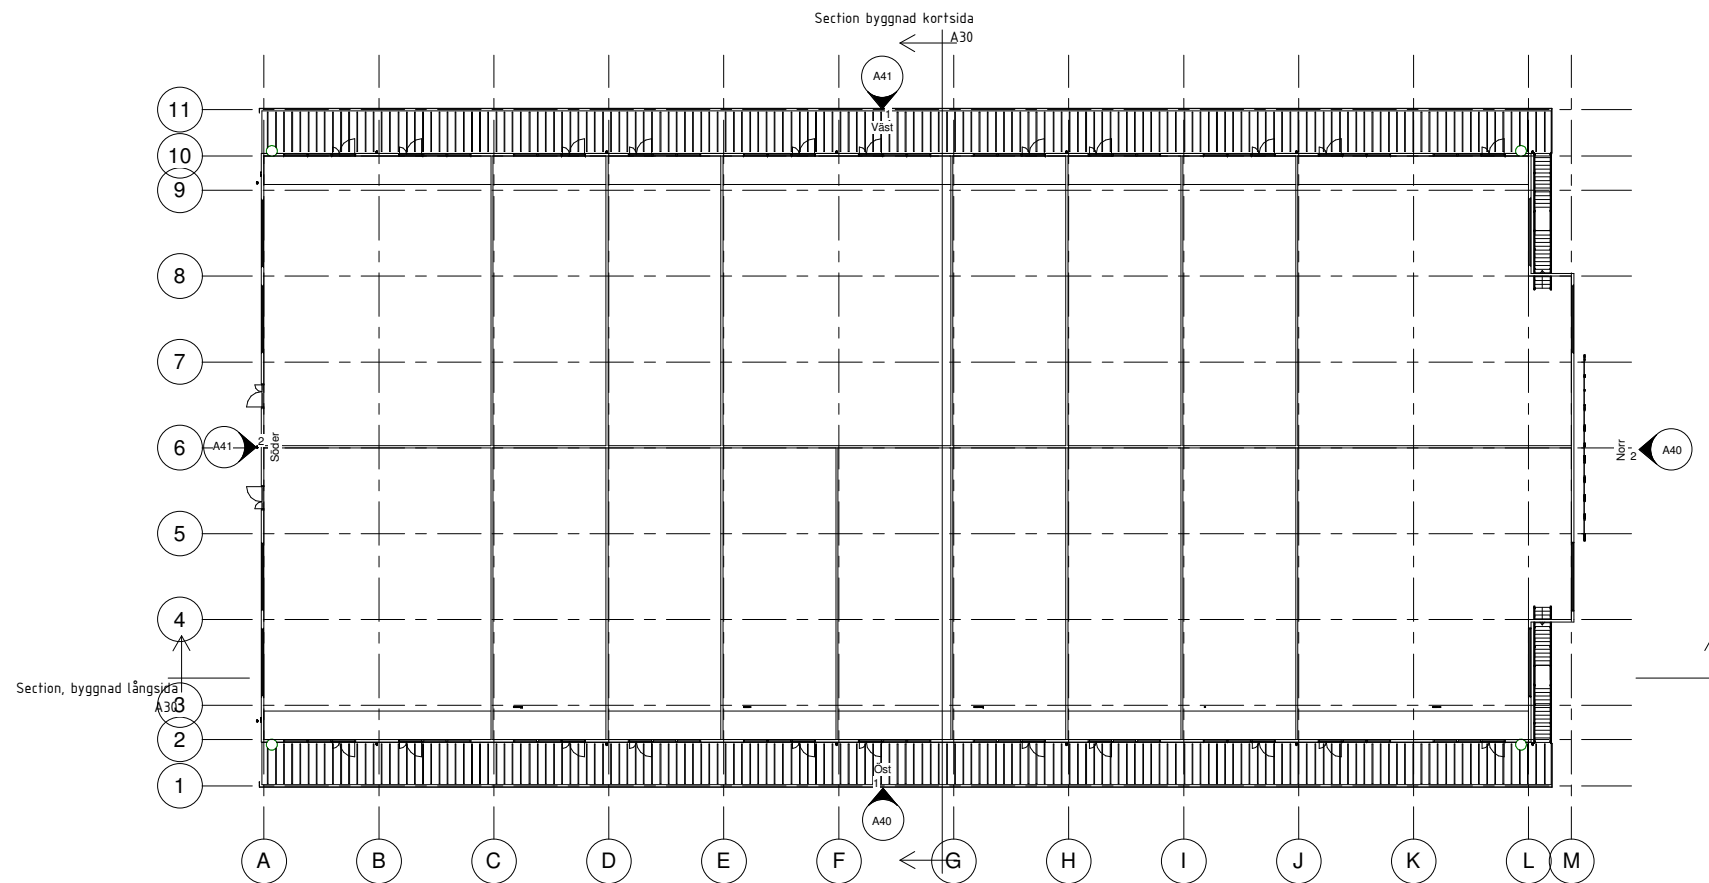 Section byggnad kortsida
A30
A41
1
Väst
11
10
9
8
7
6
A41
2
Söder
Norr
2
A40
5
4
Section, byggnad långsida
A30
3
2
1
Öst
1
A40
A B C D E F G H I J K L M